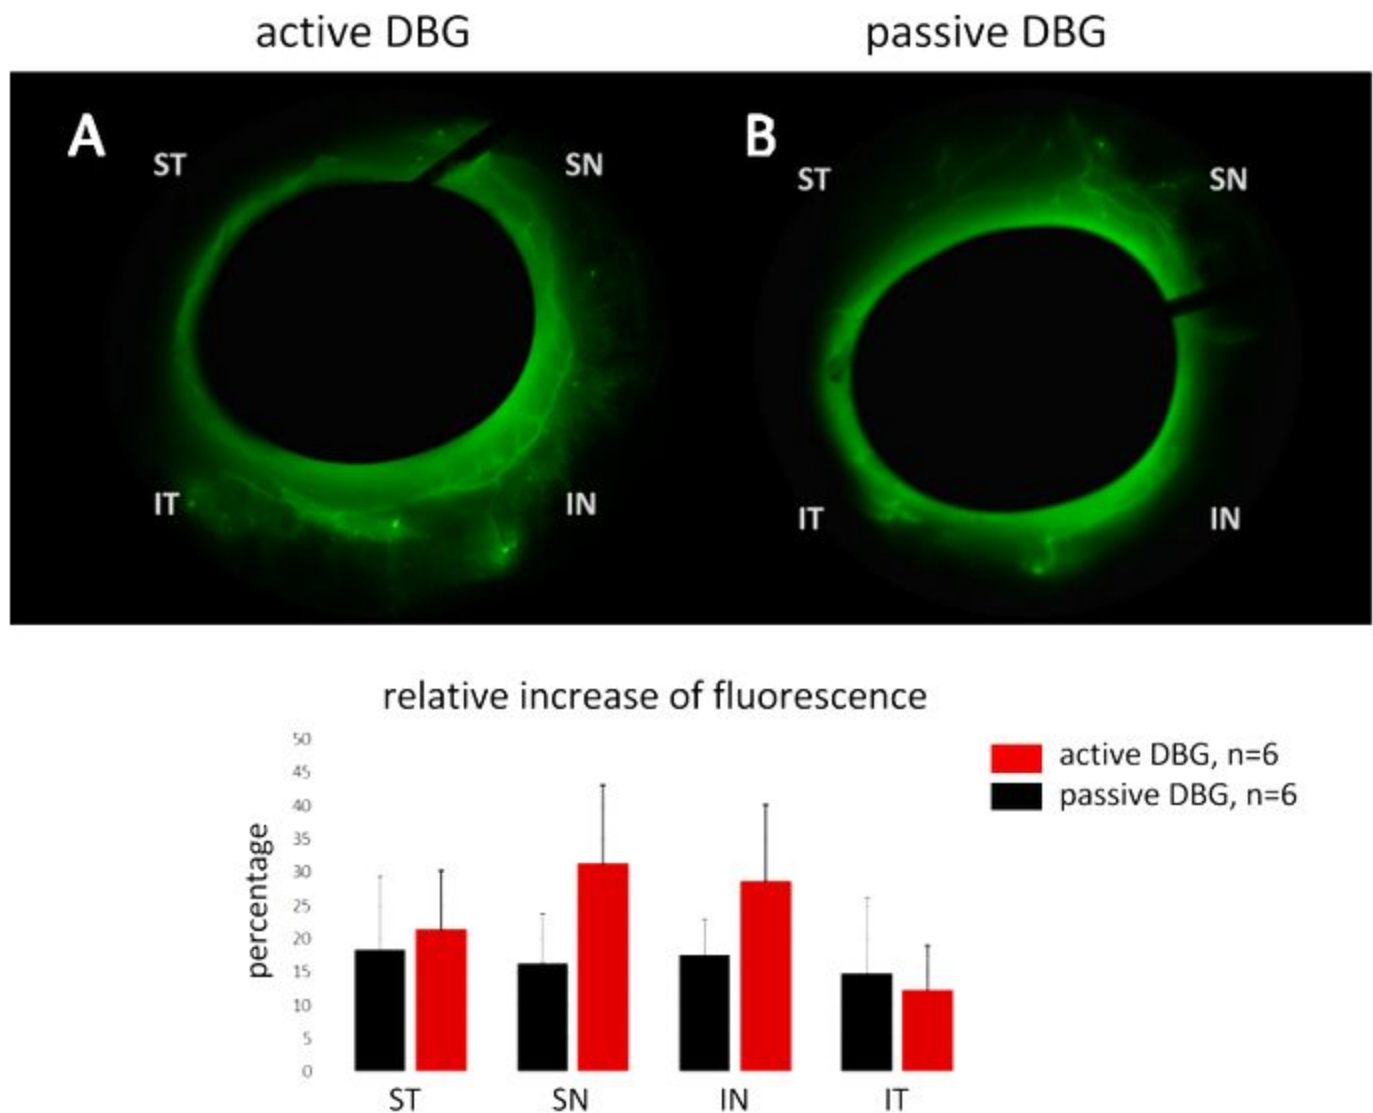 active DBG
passive DBG
A
ST
SN
IT
IN
B
ST
SN
IT
IN
relative increase of fluorescence
active DBG, n=6
passive DBG, n=6
percentage
50
45
40
35
30
25
20
15
10
5
0
ST
SN
IN
IT